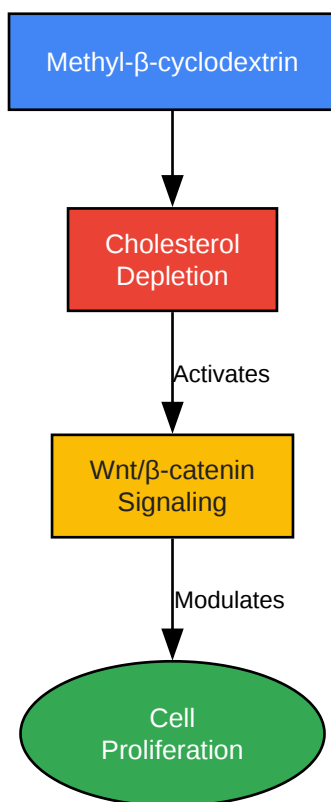 Methyl-β-cyclodextrin
Cholesterol
Depletion
Activates
Wnt/β-catenin
Signaling
Modulates
Cell
Proliferation